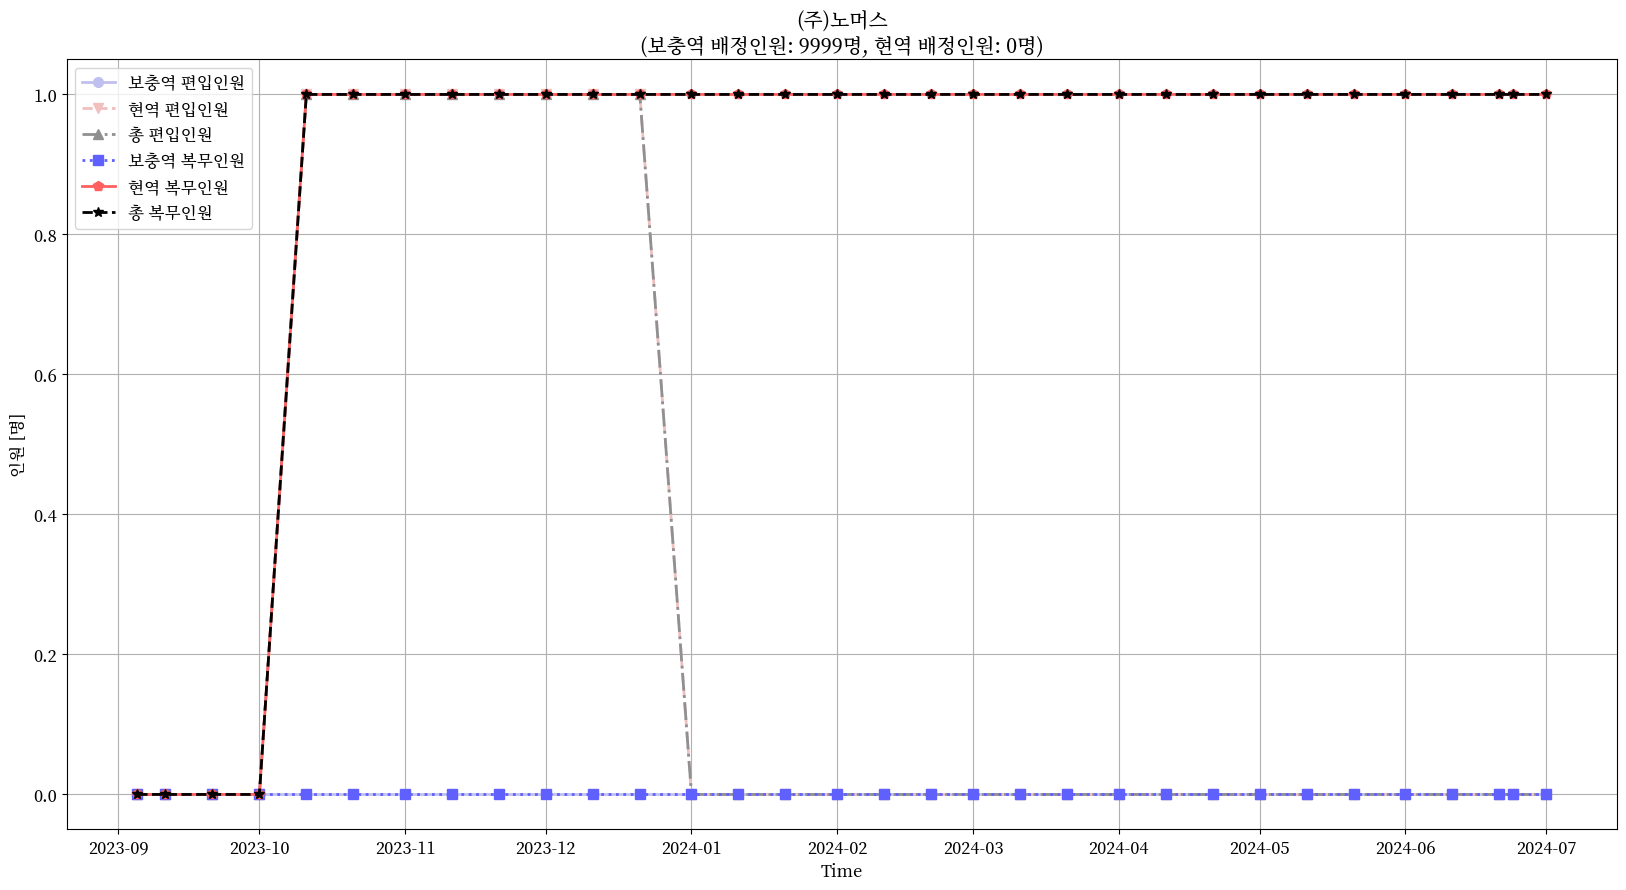 (주)노머스
(보충역 배정인원: 9999명, 현역 배정인원: 0명)
보충역 편입인원
현역 편입인원
총 편입인원
보충역 복무인원
현역 복무인원
총 복무인원
1.0
0.8
0.6
0.4
0.2
0.0
인원 [명]
2023-09 2023-10 2023-11 2023-12 2024-01 2024-02 2024-03 2024-04 2024-05 2024-06 2024-07
Time